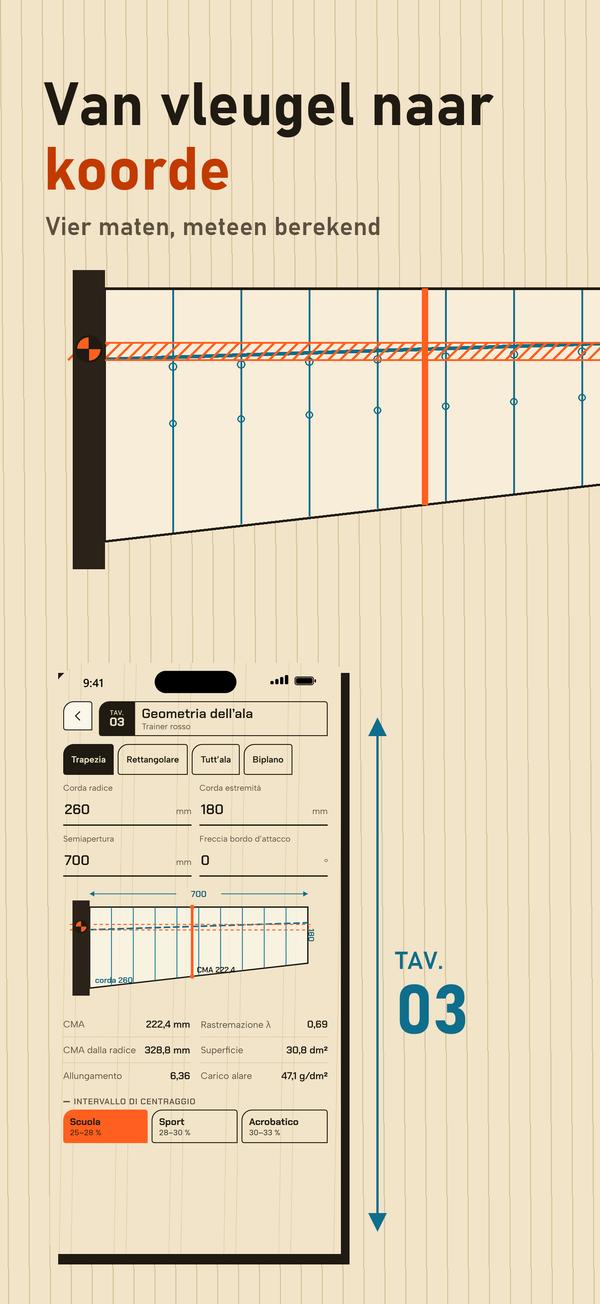 Van vleugel naar
koorde
Vier maten, meteen berekend
9:41
TAV.
03
Geometria dell'ala
Trainer rosso
Trapezia
Rettangolare
Tutt'ala
Biplano
Corda radice
Corda estremità
260 mm
180 mm
Semiapertura
Freccia bordo d'attacco
700 mm
0 °
700
180
CMA 222,4
corda 260
CMA 222,4 mm
Rastremazione λ 0,69
CMA dalla radice 328,8 mm
Superficie 30,8 dm²
Allungamento 6,36
Carico alare 47,1 g/dm²
— INTERVALLO DI CENTRAGGIO
Scuola
25–28 %
Sport
28–30 %
Acrobatico
30–33 %
TAV.
03